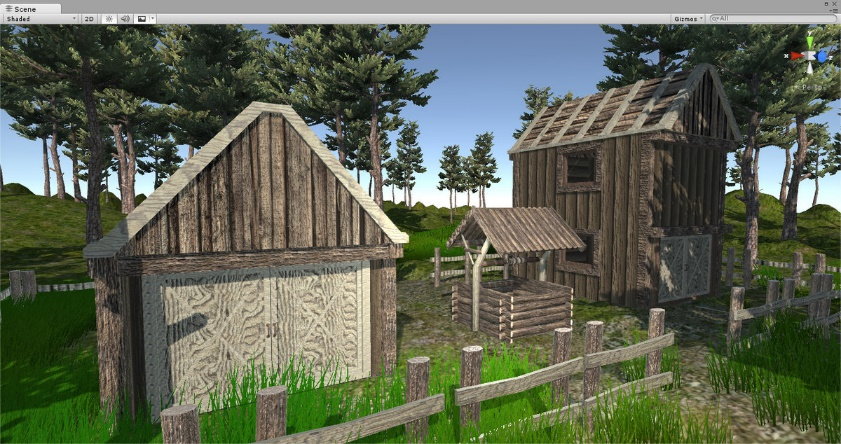 Scene
Shaded 2D Gizmos All
y
x z
Persp